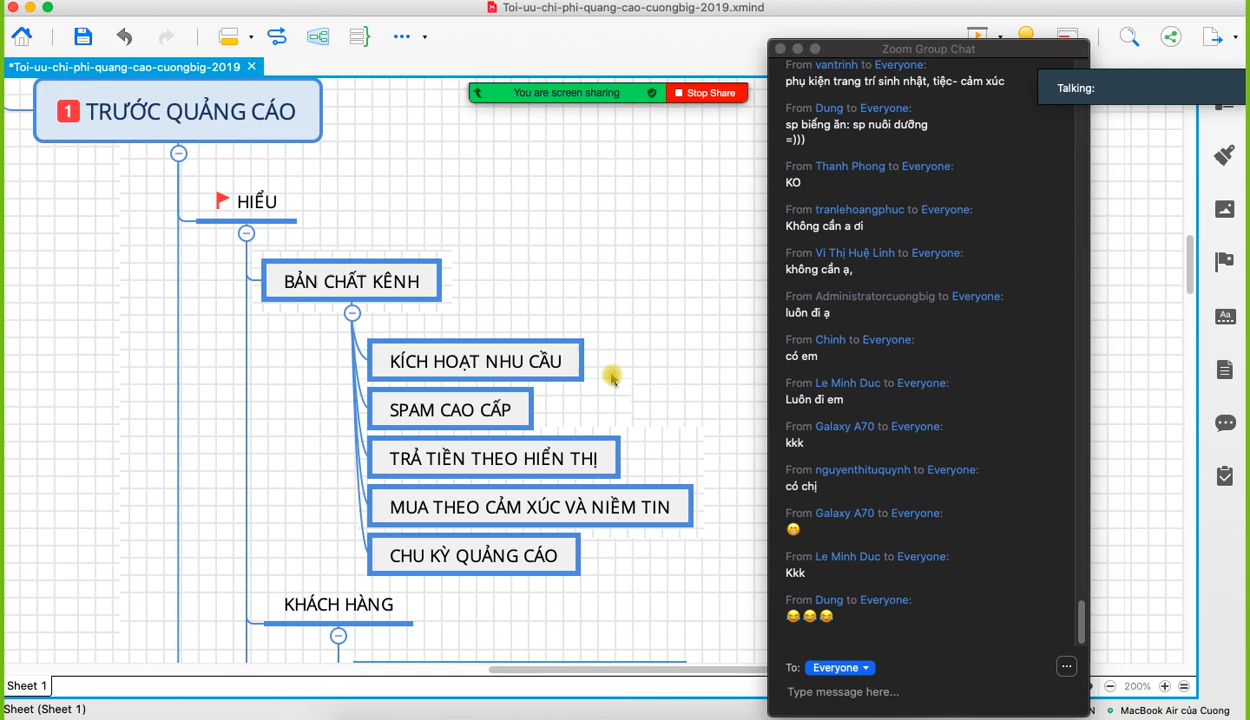 Toi-uu-chi-phi-quang-cao-cuongbig-2019.xmind
*Toi-uu-chi-phi-quang-cao-cuongbig-2019
You are screen sharing
Stop Share
1 TRƯỚC QUẢNG CÁO
HIỂU
BẢN CHẤT KÊNH
KÍCH HOẠT NHU CẦU
SPAM CAO CẤP
TRẢ TIỀN THEO HIỂN THỊ
MUA THEO CẢM XÚC VÀ NIỀM TIN
CHU KỲ QUẢNG CÁO
KHÁCH HÀNG
Zoom Group Chat
From vantrinh to Everyone:
phụ kiện trang trí sinh nhật, tiệc- cảm xúc
From Dung to Everyone:
sp biếng ăn: sp nuôi dưỡng
=)))
From Thanh Phong to Everyone:
KO
From tranlehoangphuc to Everyone:
Không cần a ơi
From Vi Thị Huệ Linh to Everyone:
không cần ạ,
From Administratorcuongbig to Everyone:
luôn đi ạ
From Chinh to Everyone:
có em
From Le Minh Duc to Everyone:
Luôn đi em
From Galaxy A70 to Everyone:
kkk
From nguyenthituquynh to Everyone:
có chị
From Galaxy A70 to Everyone:
😁
From Le Minh Duc to Everyone:
Kkk
From Dung to Everyone:
😂😂😂
To: Everyone
Type message here...
Talking:
Aa
Sheet 1
200%
Sheet (Sheet 1)
N
MacBook Air của Cuong